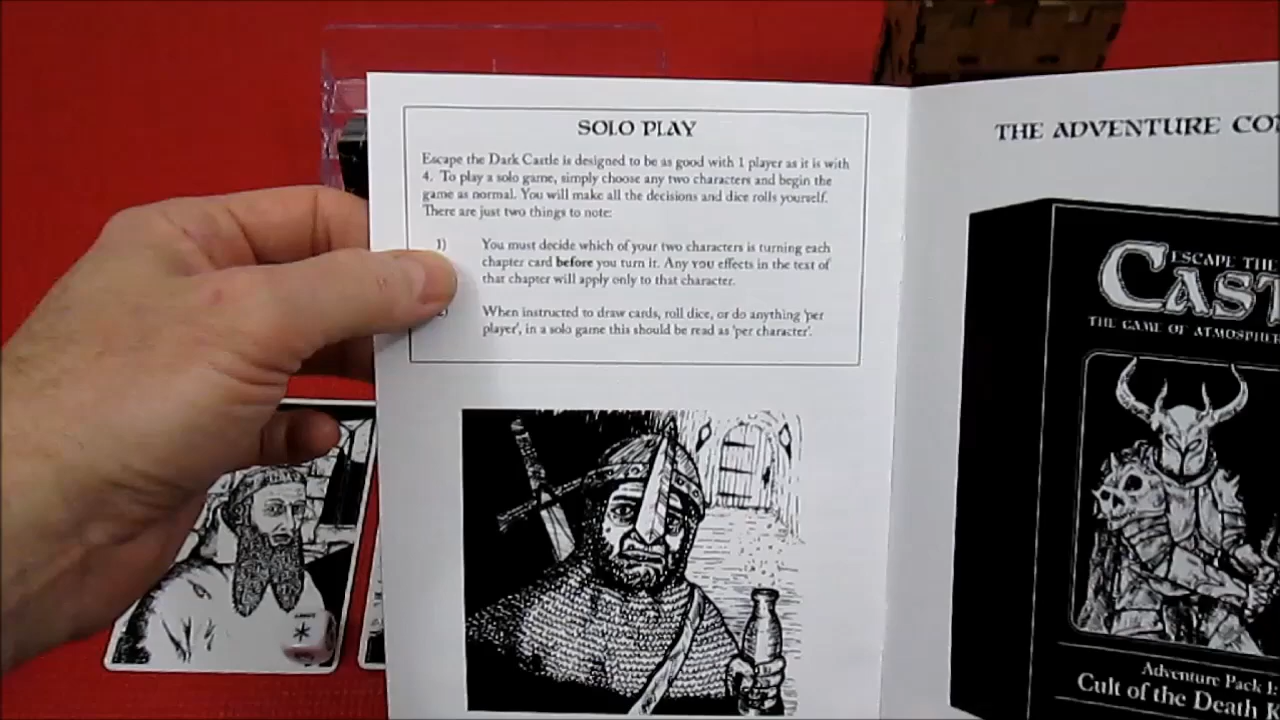 SOLO PLAY
Escape the Dark Castle is designed to be as good with 1 player as it is with
4. To play a solo game, simply choose any two characters and begin the
game as normal. You will make all the decisions and dice rolls yourself.
There are just two things to note:
1) You must decide which of your two characters is turning each
chapter card before you turn it. Any you effects in the text of
that chapter will apply only to that character.
When instructed to draw cards, roll dice, or do anything 'per
player', in a solo game this should be read as 'per character'.
THE ADVENTURE
ESCAPE THE
THE GAME OF
Adventure Pack
Cult of the Death